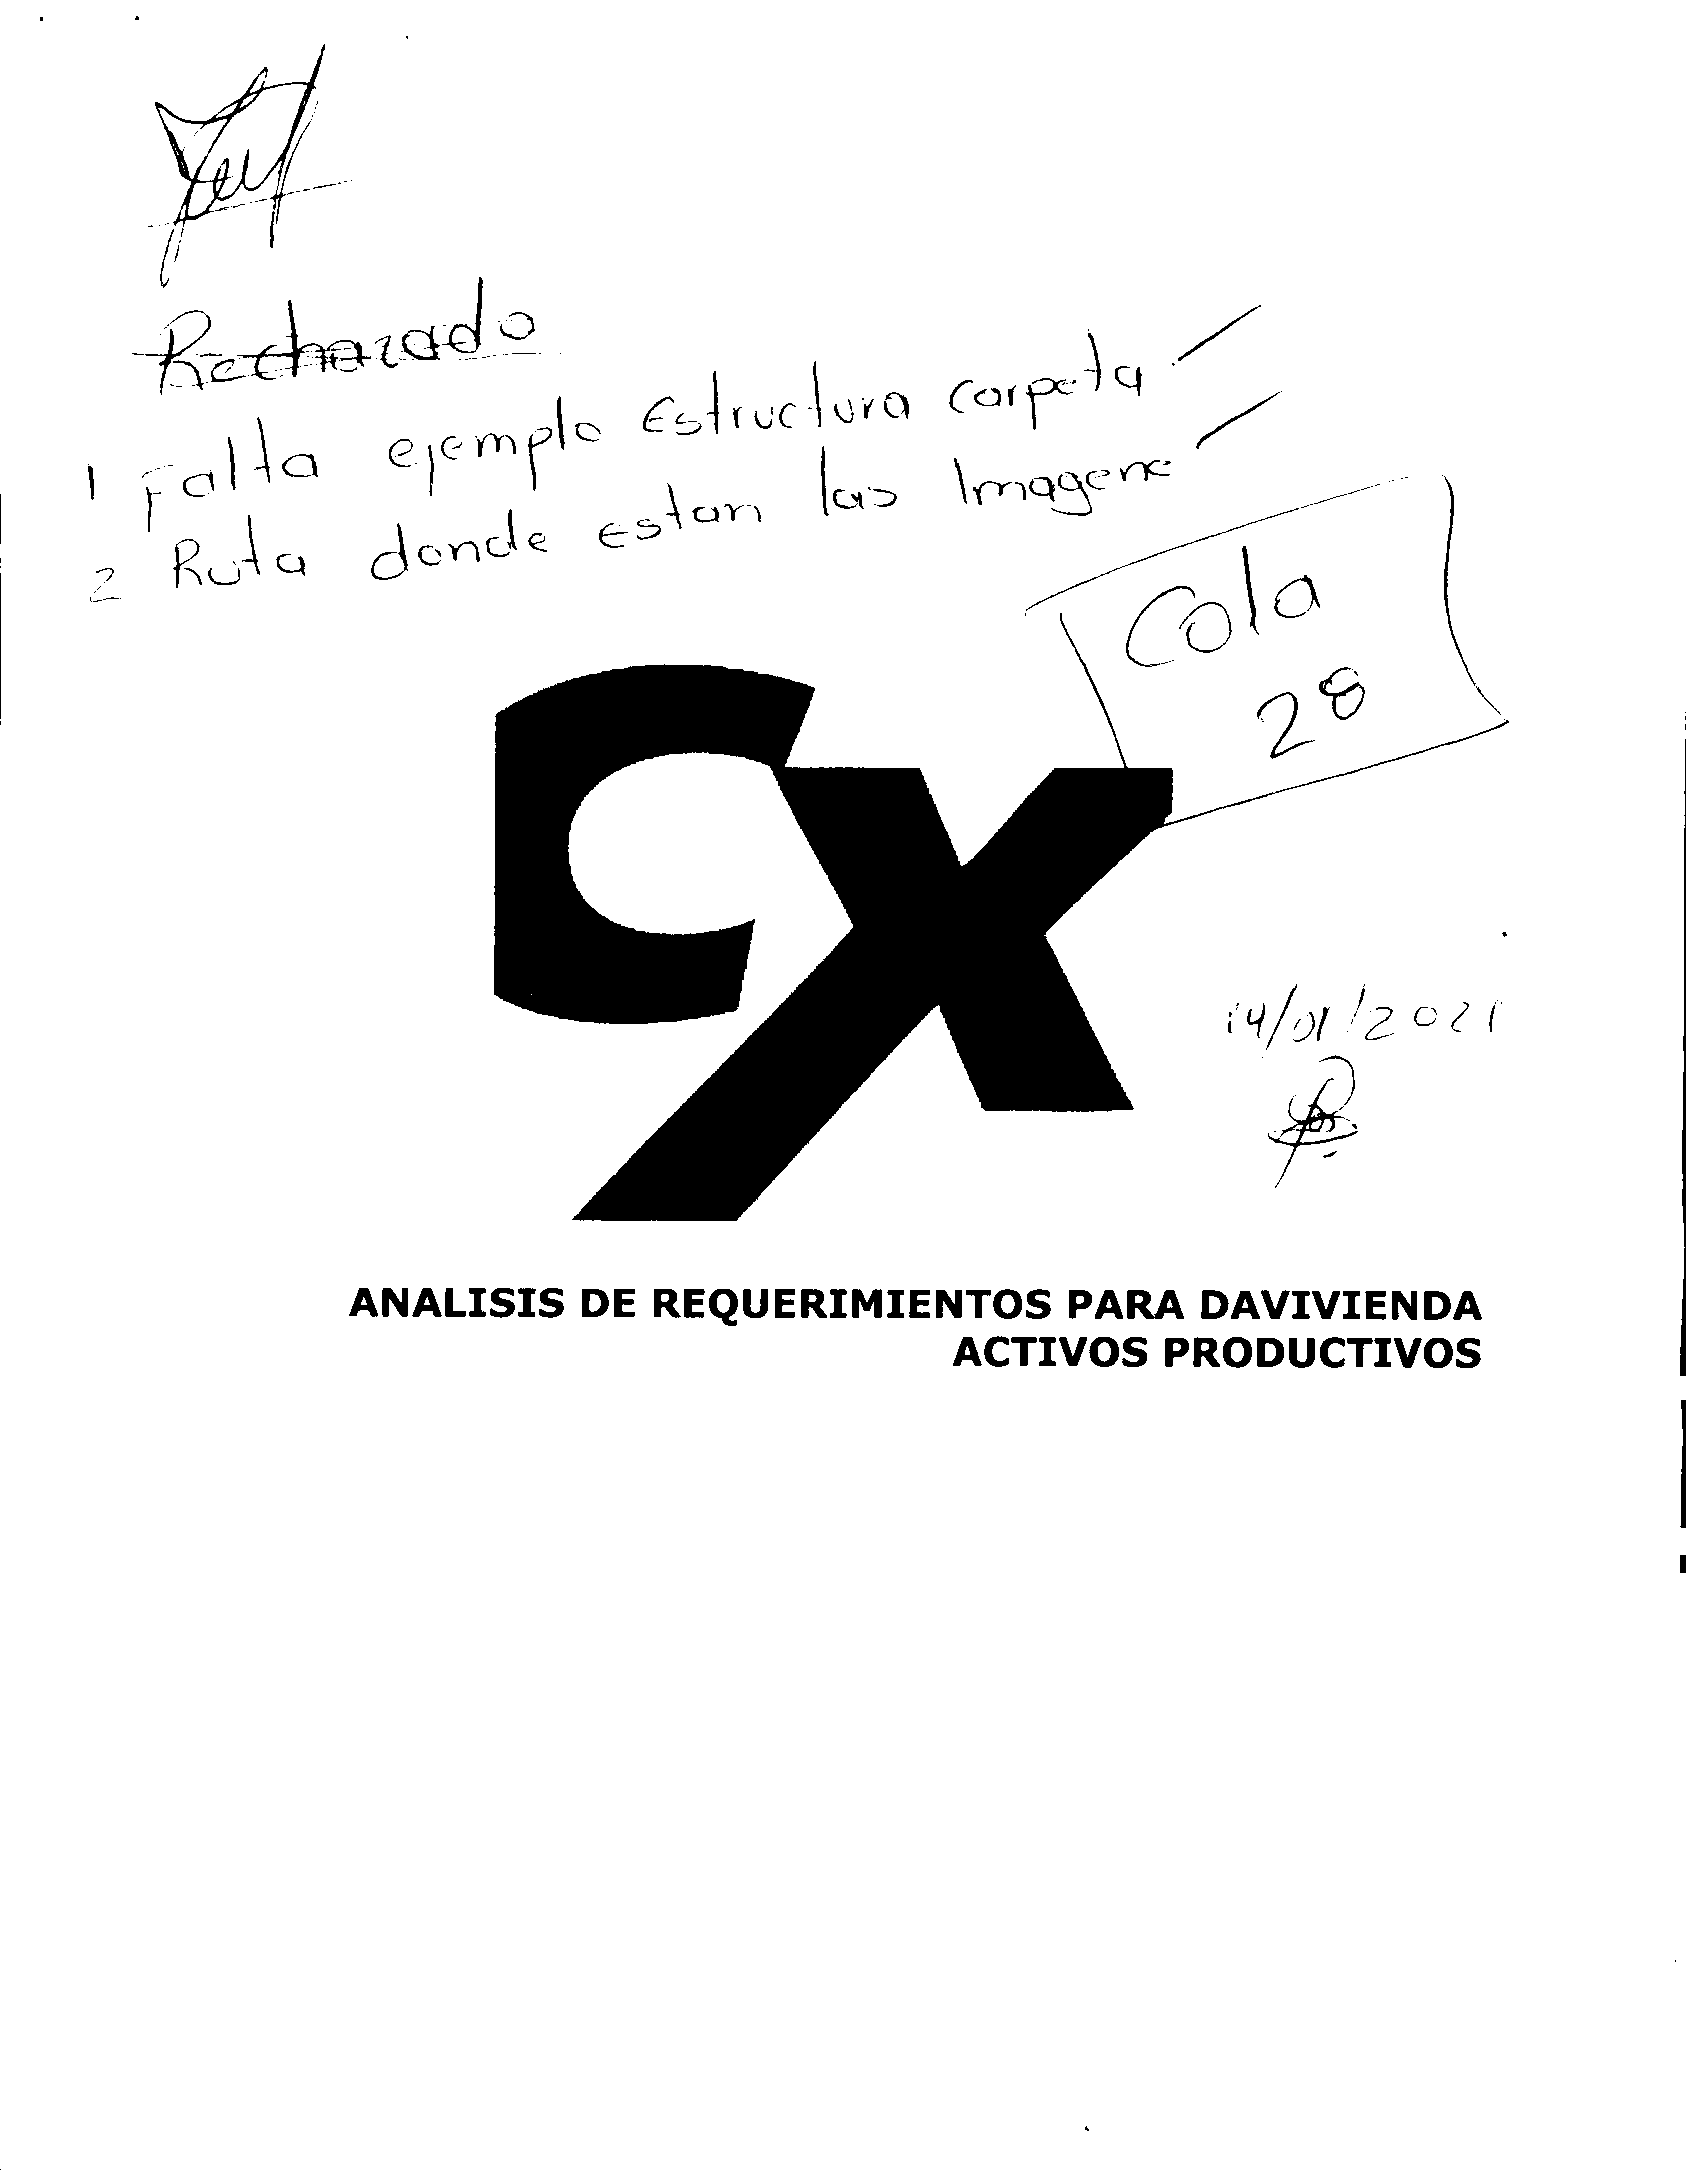 Rechazado
1 Falta ejemplo Estructura carpeta
2 Ruta donde estan las Imagene
Cola
28
CX
14/01/2021
ANALISIS DE REQUERIMIENTOS PARA DAVIVIENDA
ACTIVOS PRODUCTIVOS